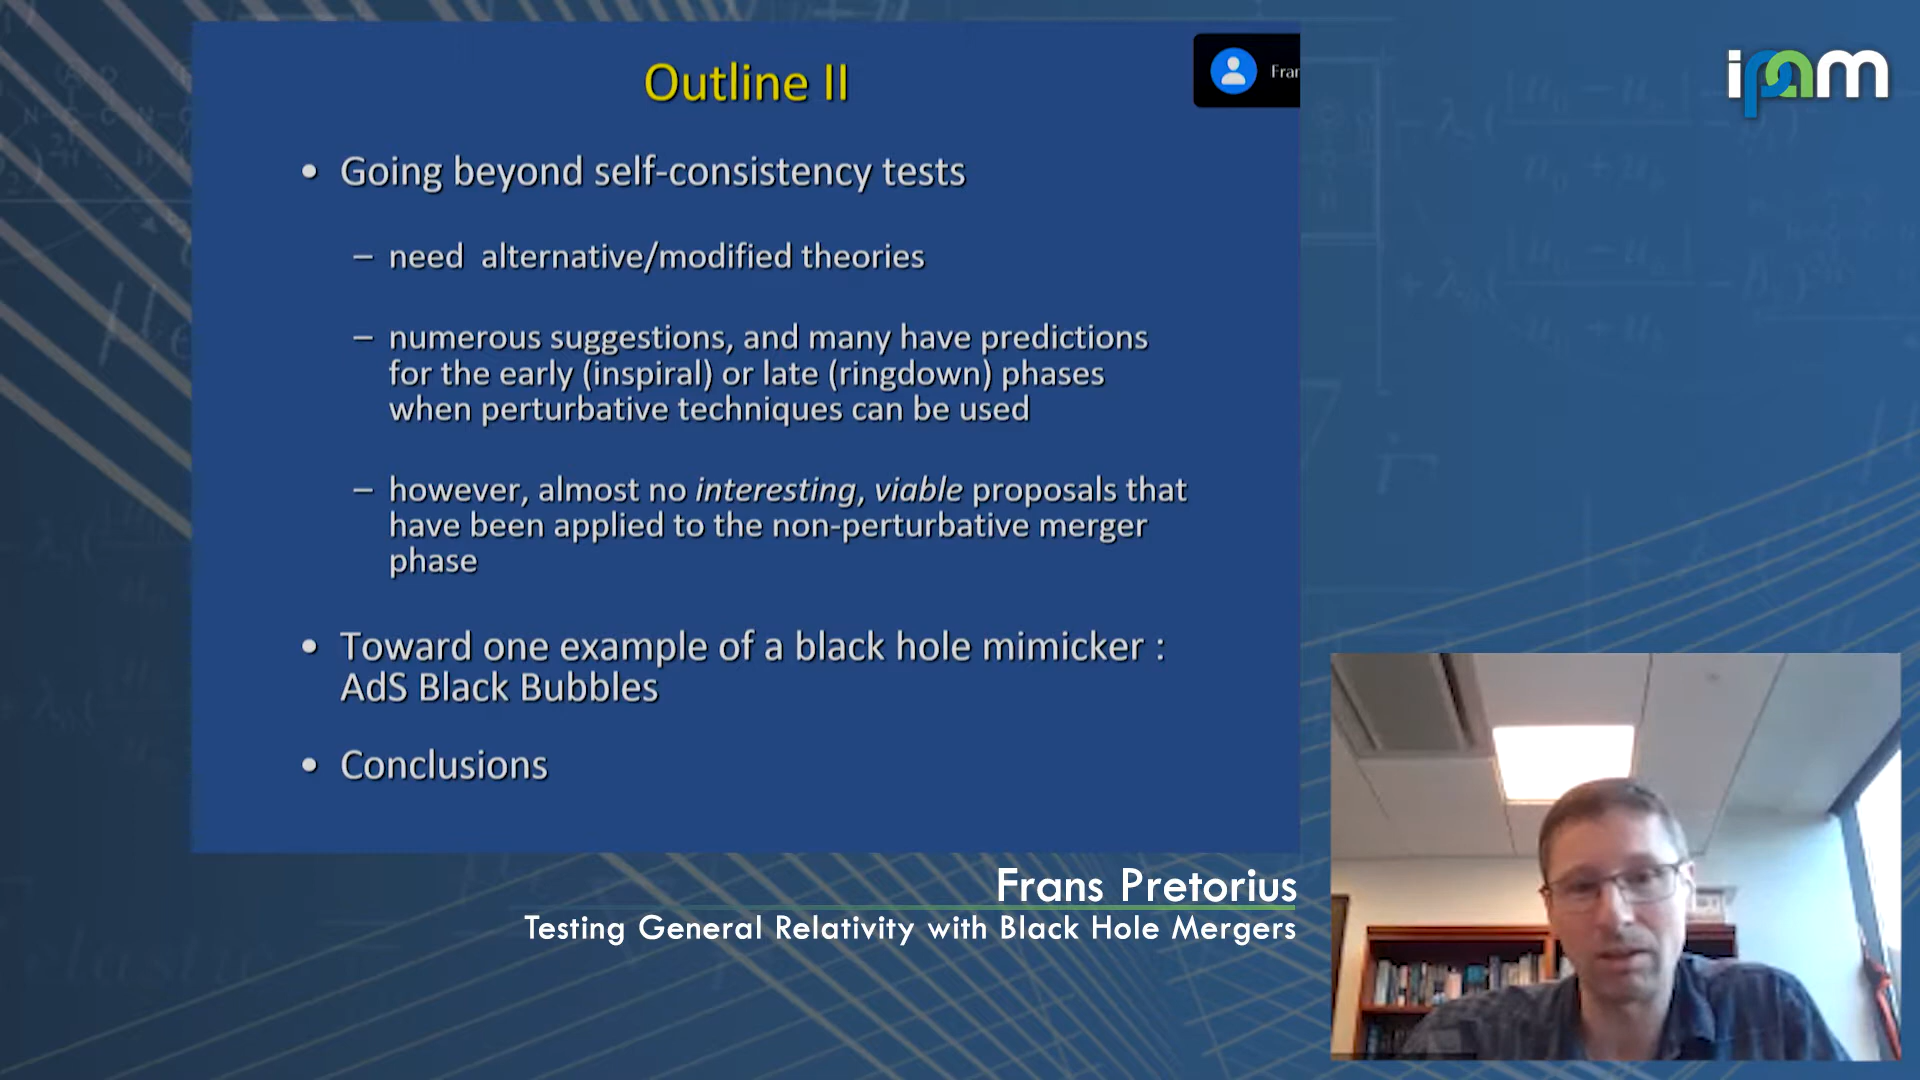 Outline II
Fran
ipam
• Going beyond self-consistency tests
– need alternative/modified theories
– numerous suggestions, and many have predictions
for the early (inspiral) or late (ringdown) phases
when perturbative techniques can be used
– however, almost no interesting, viable proposals that
have been applied to the non-perturbative merger
phase
• Toward one example of a black hole mimicker :
AdS Black Bubbles
• Conclusions
Frans Pretorius
Testing General Relativity with Black Hole Mergers